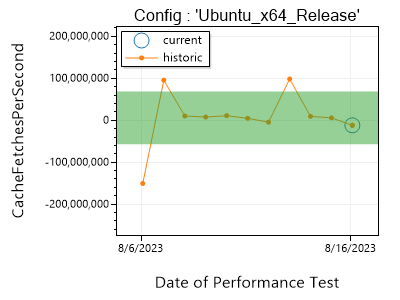 Config : 'Ubuntu_x64_Release'
200,000,000
100,000,000
0
-100,000,000
-200,000,000
CacheFetchesPerSecond
current
historic
8/6/2023
8/16/2023
Date of Performance Test